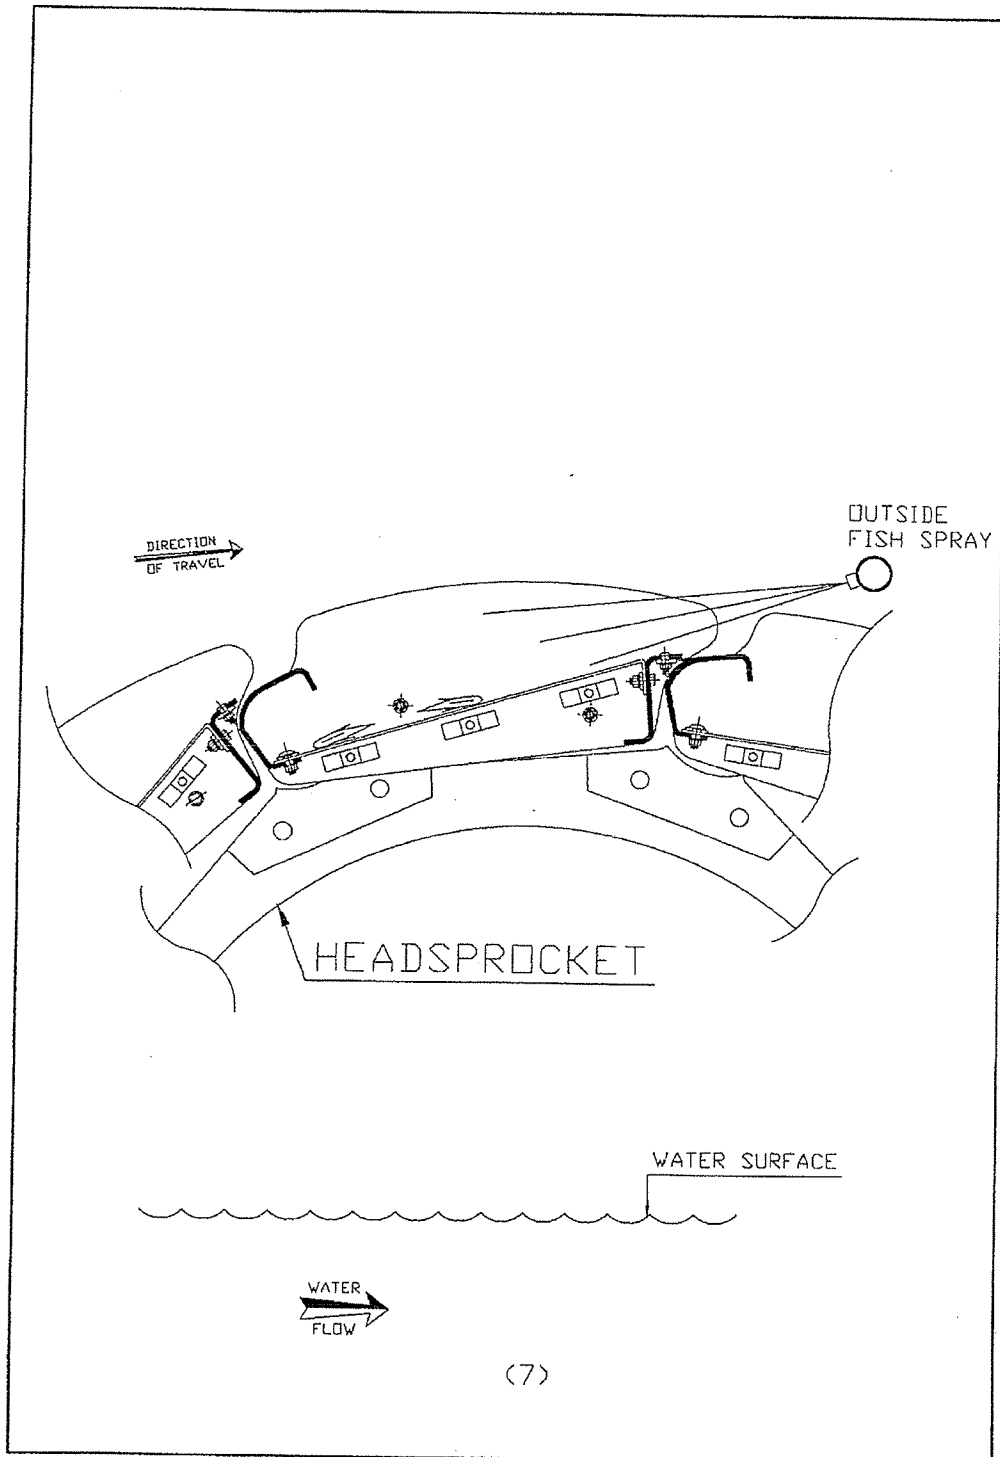 OUTSIDE
FISH SPRAY
DIRECTION
OF TRAVEL
HEADSPROCKET
WATER SURFACE
WATER
FLOW
(7)